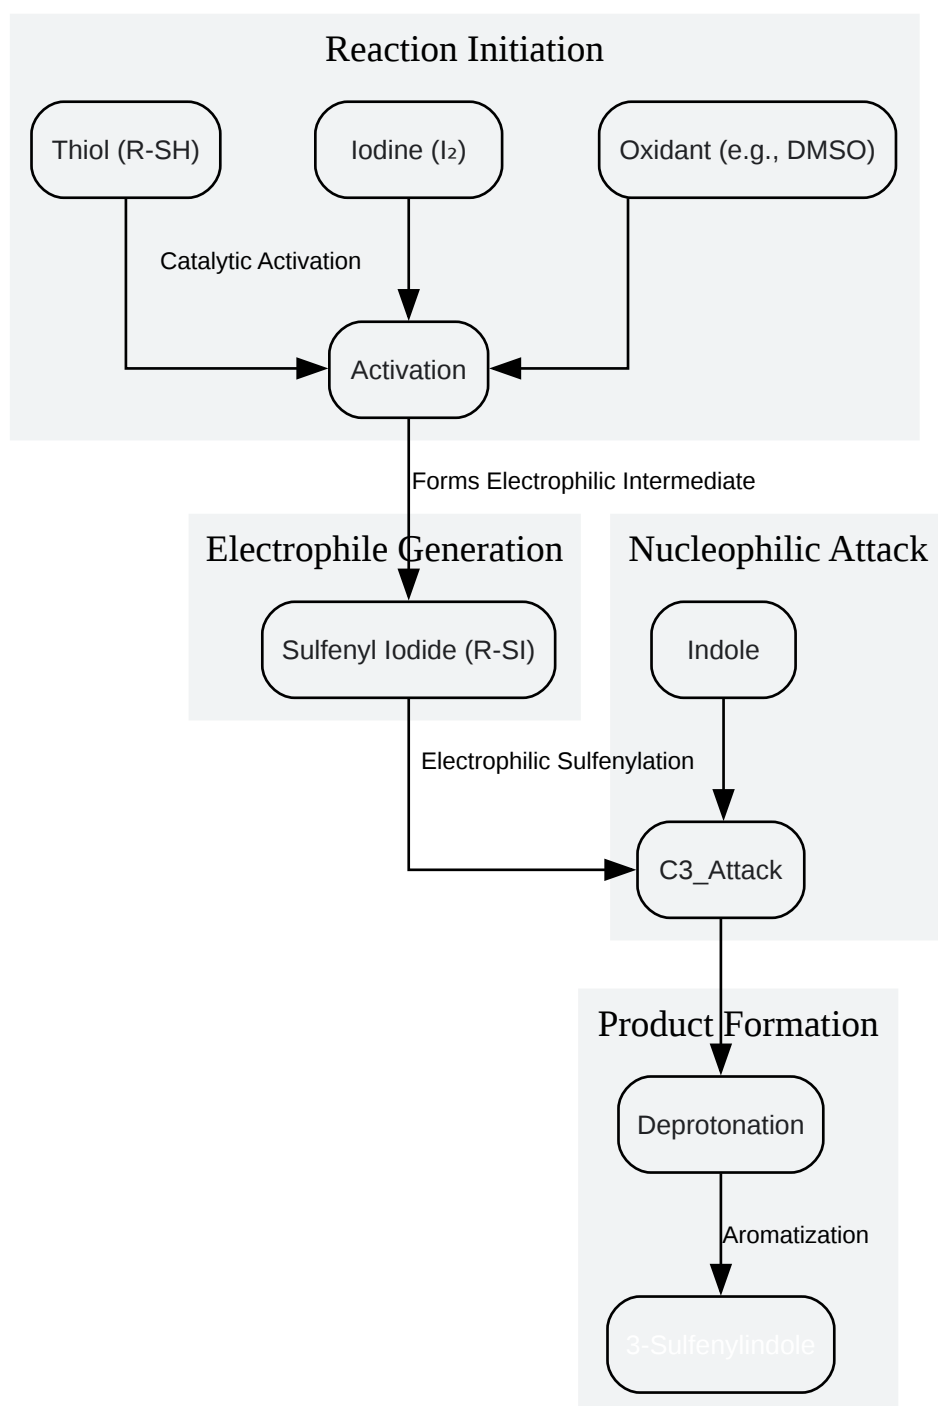 Reaction Initiation
Thiol (R-SH)
Iodine (I₂)
Oxidant (e.g., DMSO)
Catalytic Activation
Activation
Forms Electrophilic Intermediate
Electrophile Generation
Nucleophilic Attack
Sulfenyl Iodide (R-SI)
Indole
Electrophilic Sulfenylation
C3_Attack
Product Formation
Deprotonation
Aromatization
3-Sulfenylindole